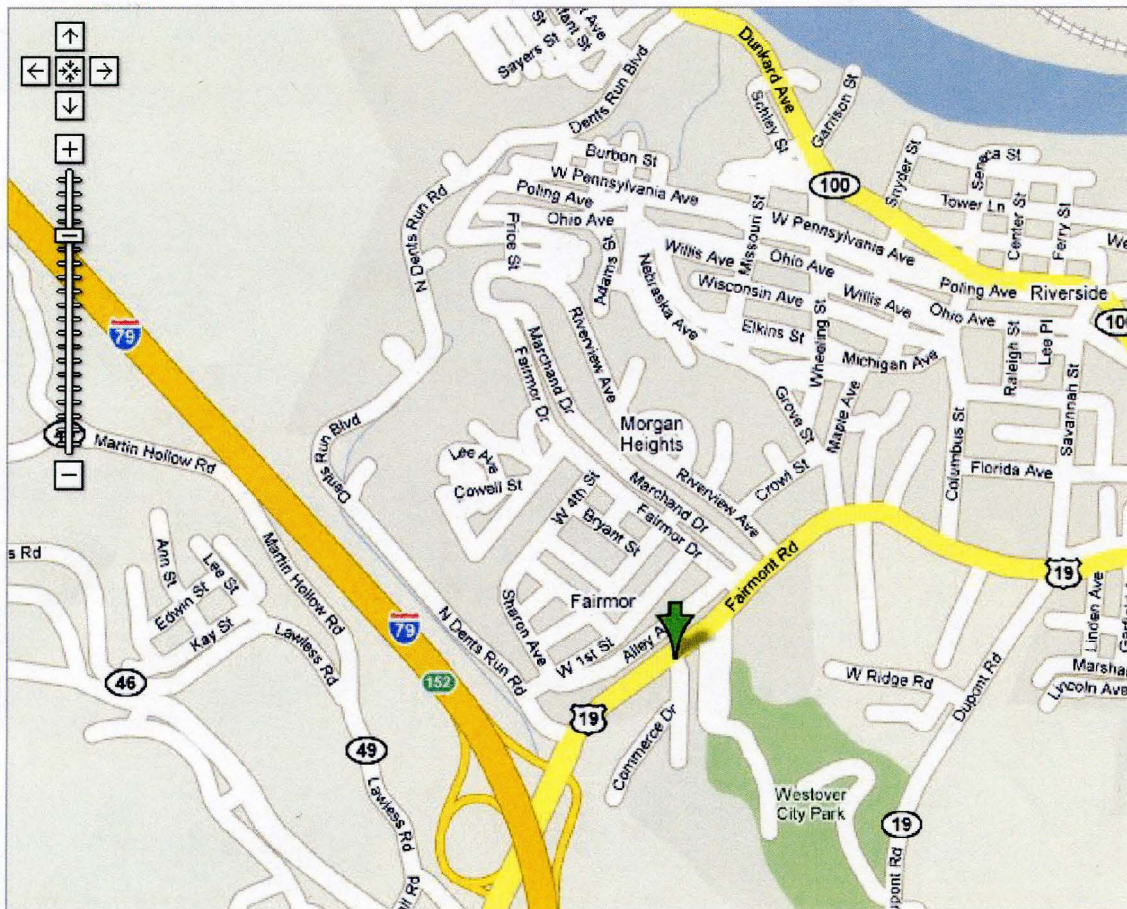 Sayers St
Dents Run Blvd
Dunkard Ave
Schley St
Garrison St
Burbon St
W Pennsylvania Ave
Poling Ave
Ohio Ave
100
Snyder St
Seneca St
Tower Ln
Center St
Ferry St
N Dents Run Rd
Price St
Adams St
Willis Ave
Missouri St
W Pennsylvania Ave
Ohio Ave
Nebraska Ave
Wisconsin Ave
Willis Ave
Poling Ave
Riverside
Ohio Ave
100
79
Riverview Ave
Elkins St
Wheeling St
Michigan Ave
Raleigh St
Lee Pl
Marchand Dr
Fairmor Dr
Maple Ave
Savannah St
Grove St
Columbus St
Morgan
Heights
Martin Hollow Rd
Dents Run Blvd
Lee Ave
Cowell St
W 4th St
Marchand Dr
Riverview Ave
Crowl St
Florida Ave
Bryant St
Fairmor Dr
s Rd
Ann St
Lee St
Martin Hollow Rd
Fairmont Rd
19
Edwin St
Fairmor
Linden Ave
Kay St
79
Sharon Ave
Lawless Rd
N Dents Run Rd
W 1st St
Alley A
46
152
W Ridge Rd
Dupont Rd
Marsha
Lincoln Ave
19
Commerce Dr
49
Westover
City Park
Lawless Rd
19
upont Rd